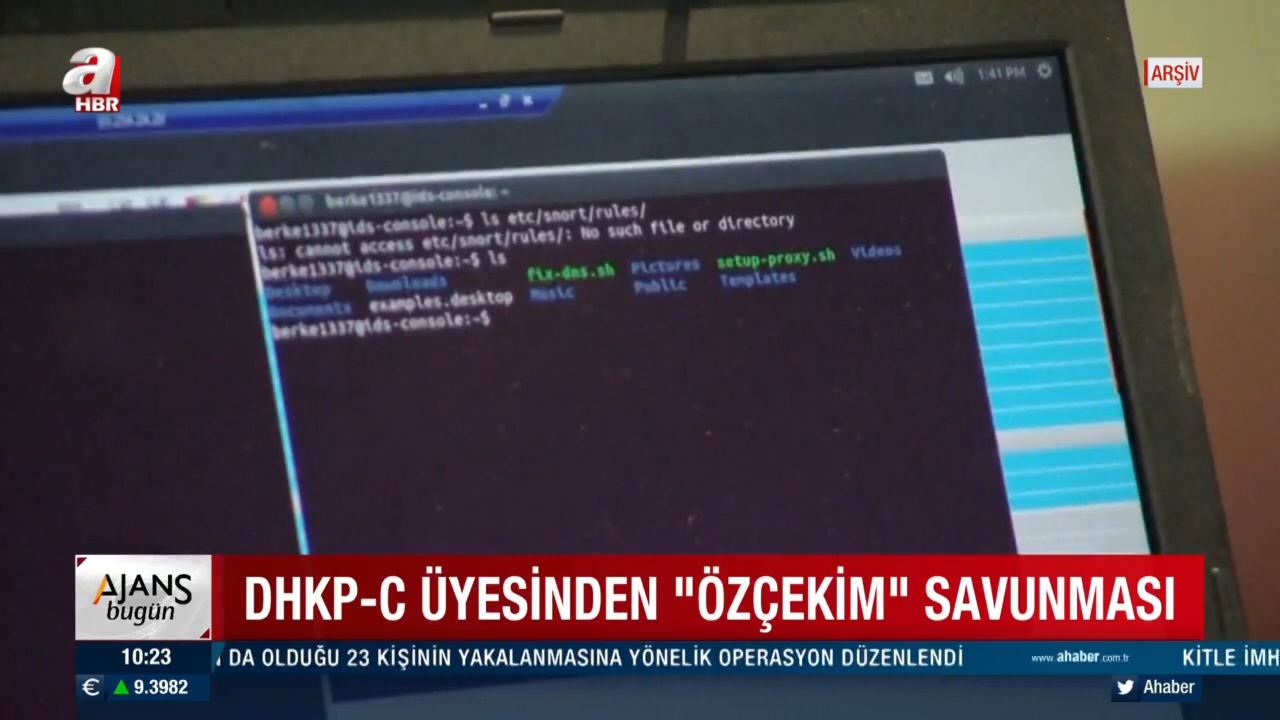 a
HBR
ARŞİV
1:41 PM
berke1337@ids-console: ~
berke1337@ids-console:~$ ls etc/snort/rules/
ls: cannot access etc/snort/rules/: No such file or directory
berke1337@ids-console:~$ ls
Desktop Downloads fix-dns.sh Pictures setup-proxy.sh Videos
Documents examples.desktop Music Public Templates
berke1337@ids-console:~$
AJANS
bugün
DHKP-C ÜYESİNDEN "ÖZÇEKİM" SAVUNMASI
10:23
DA OLDUĞU 23 KİŞİNİN YAKALANMASINA YÖNELİK OPERASYON DÜZENLENDİ
www.ahaber.com.tr
KİTLE İMH
€ ▲ 9.3982
Ahaber